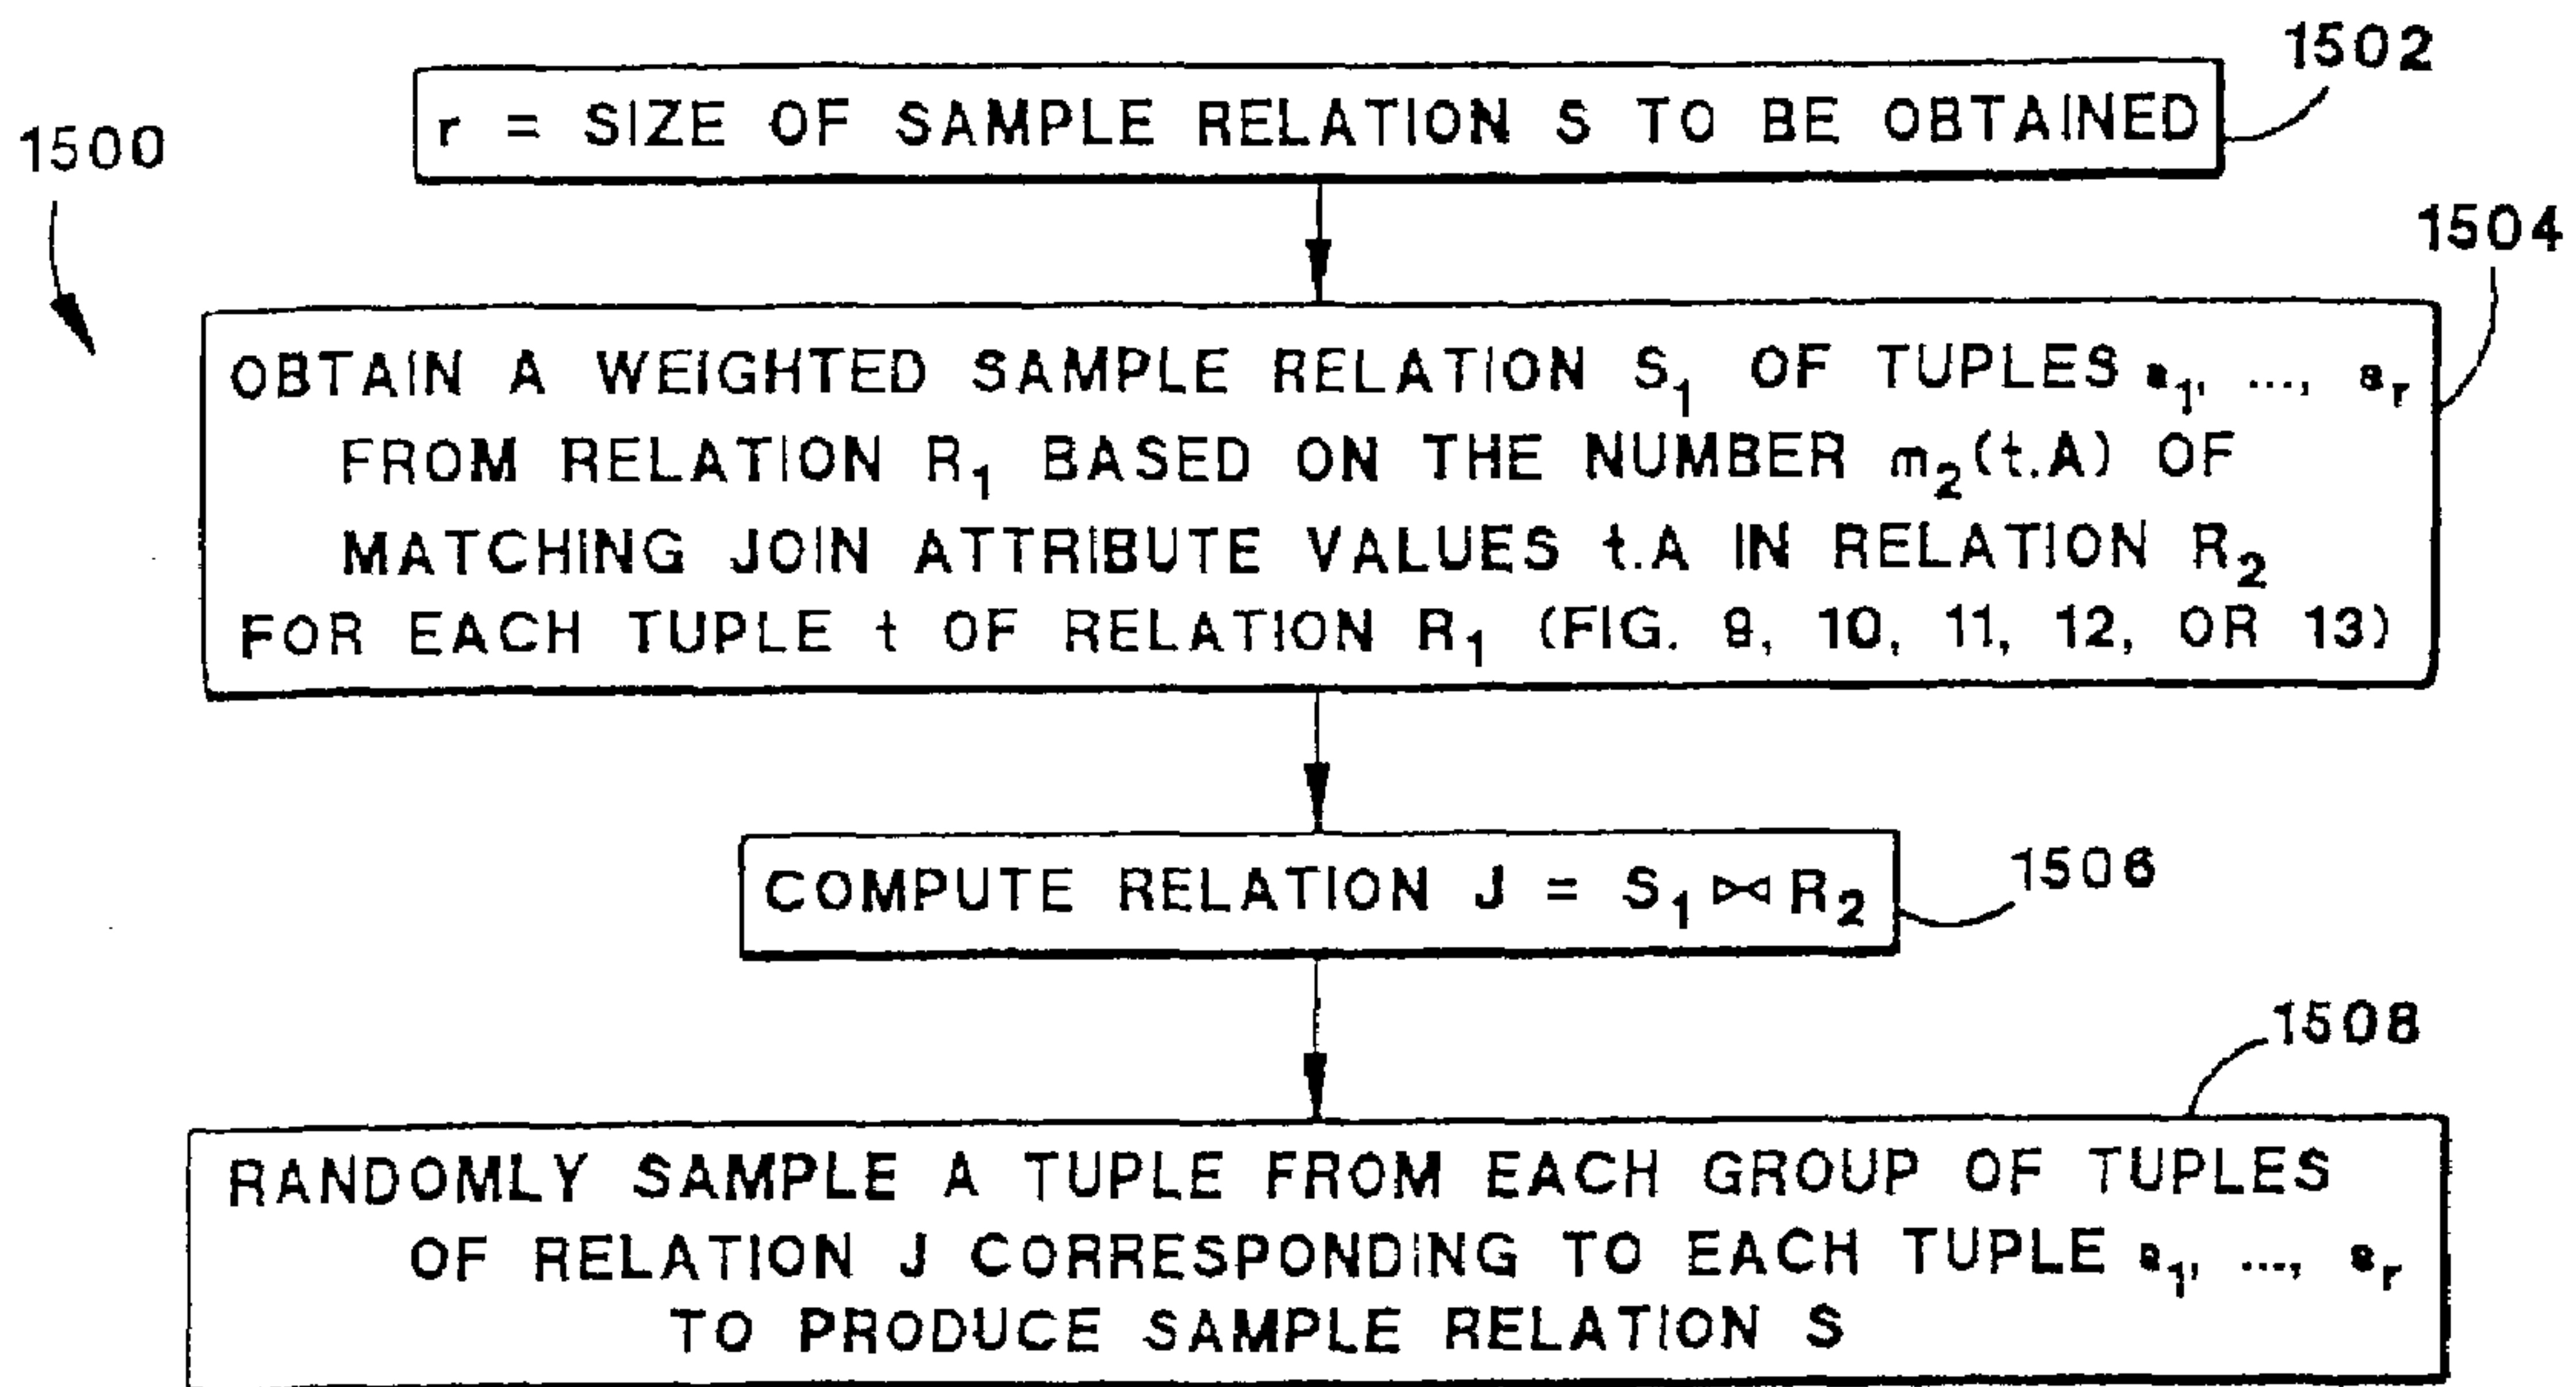 1500
1502
r = SIZE OF SAMPLE RELATION S TO BE OBTAINED
1504
OBTAIN A WEIGHTED SAMPLE RELATION S₁ OF TUPLES s₁, ..., sᵣ
FROM RELATION R₁ BASED ON THE NUMBER m₂(t.A) OF
MATCHING JOIN ATTRIBUTE VALUES t.A IN RELATION R₂
FOR EACH TUPLE t OF RELATION R₁ (FIG. 9, 10, 11, 12, OR 13)
COMPUTE RELATION J = S₁ ⋈ R₂
1506
1508
RANDOMLY SAMPLE A TUPLE FROM EACH GROUP OF TUPLES
OF RELATION J CORRESPONDING TO EACH TUPLE s₁, ..., sᵣ
TO PRODUCE SAMPLE RELATION S